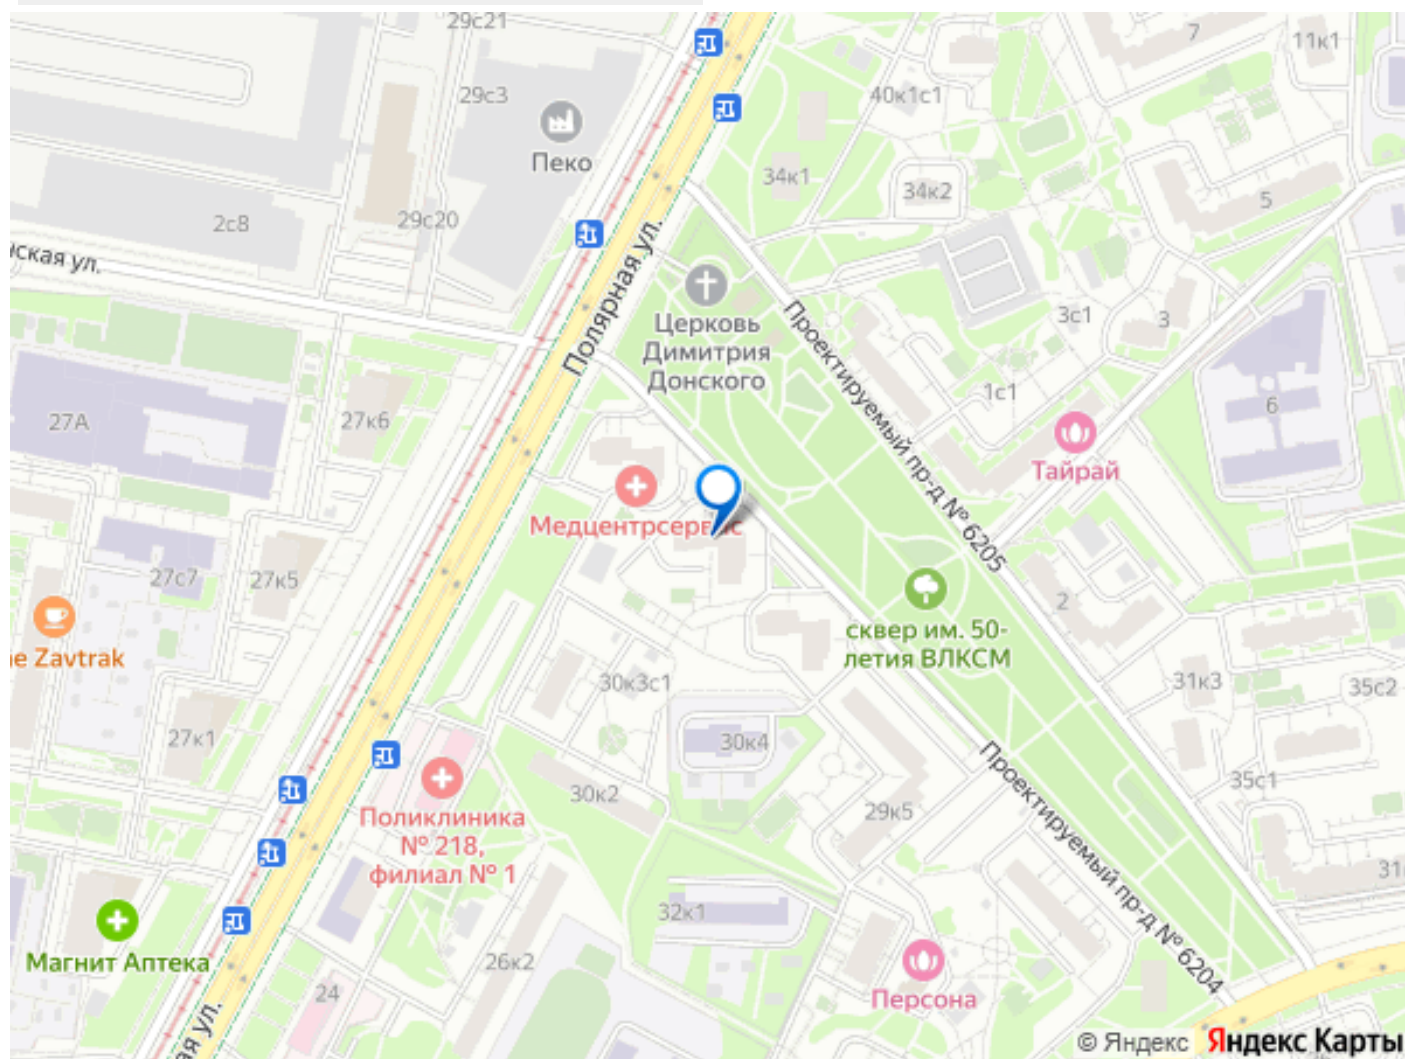 29с21
7
11к1
29с3
40к1с1
Пеко
34к1
34к2
5
2с8
29с20
ская ул.
Полярная ул.
Церковь
Димитрия
Донского
Проектируемый пр-д № 6205
3с1
3
1с1
6
27А
27к6
Тайрай
Медцентрсервис
27с7
27к5
2
сквер им. 50-
летия ВЛКСМ
е Zavtrak
30к3с1
31к3
35с2
27к1
30к4
Проектируемый пр-д № 6204
35с1
30к2
29к5
Поликлиника
№ 218,
филиал № 1
31
32к1
Магнит Аптека
26к2
24
Персона
ая ул.
© Яндекс Яндекс Карты